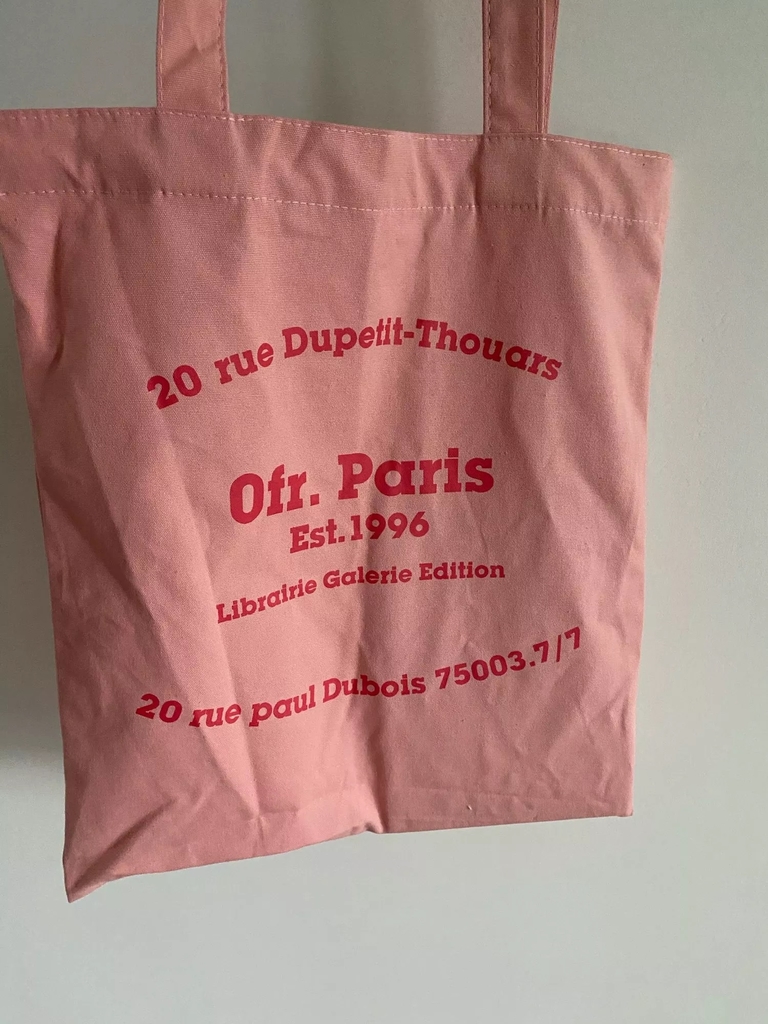 20 rue Dupetit-Thouars
Ofr. Paris
Est.1996
Librairie Galerie Edition
20 rue paul Dubois 75003.7/7